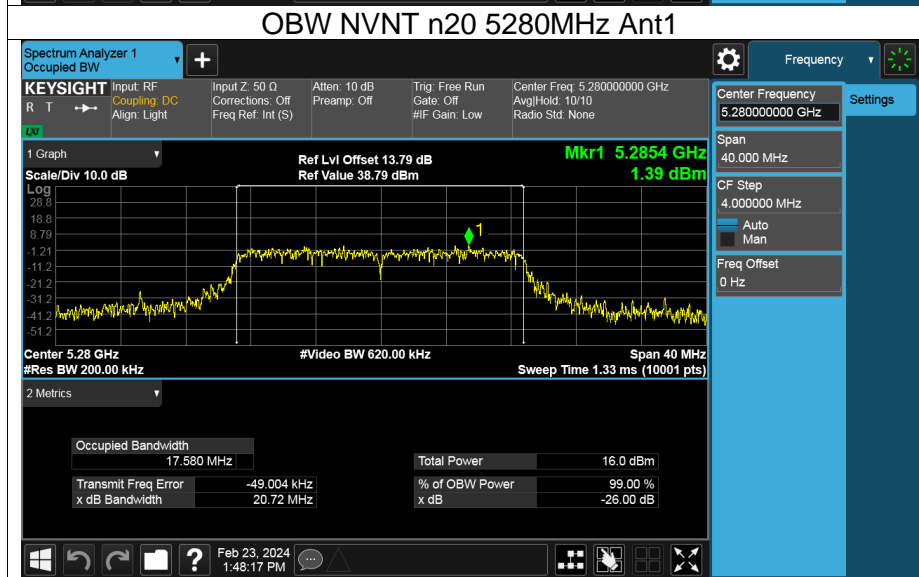 OBW NVNT n20 5280MHz Ant1
Spectrum Analyzer 1
Occupied BW
+
Frequency
KEYSIGHT
R T
LXI
Input: RF
Coupling: DC
Align: Light
Input Z: 50 Ω
Corrections: Off
Freq Ref: Int (S)
Atten: 10 dB
Preamp: Off
Trig: Free Run
Gate: Off
#IF Gain: Low
Center Freq: 5.280000000 GHz
Avg|Hold: 10/10
Radio Std: None
Center Frequency
5.280000000 GHz
Settings
Span
40.000 MHz
CF Step
4.000000 MHz
Auto
Man
Freq Offset
0 Hz
1 Graph
Scale/Div 10.0 dB
Ref Lvl Offset 13.79 dB
Ref Value 38.79 dBm
Mkr1 5.2854 GHz
1.39 dBm
Log
28.8
18.8
8.79
-1.21
-11.2
-21.2
-31.2
-41.2
-51.2
1
Center 5.28 GHz
#Res BW 200.00 kHz
#Video BW 620.00 kHz
Span 40 MHz
Sweep Time 1.33 ms (10001 pts)
2 Metrics
Occupied Bandwidth
17.580 MHz
Total Power 16.0 dBm
Transmit Freq Error -49.004 kHz
% of OBW Power 99.00 %
x dB Bandwidth 20.72 MHz
x dB -26.00 dB
?
Feb 23, 2024
1:48:17 PM